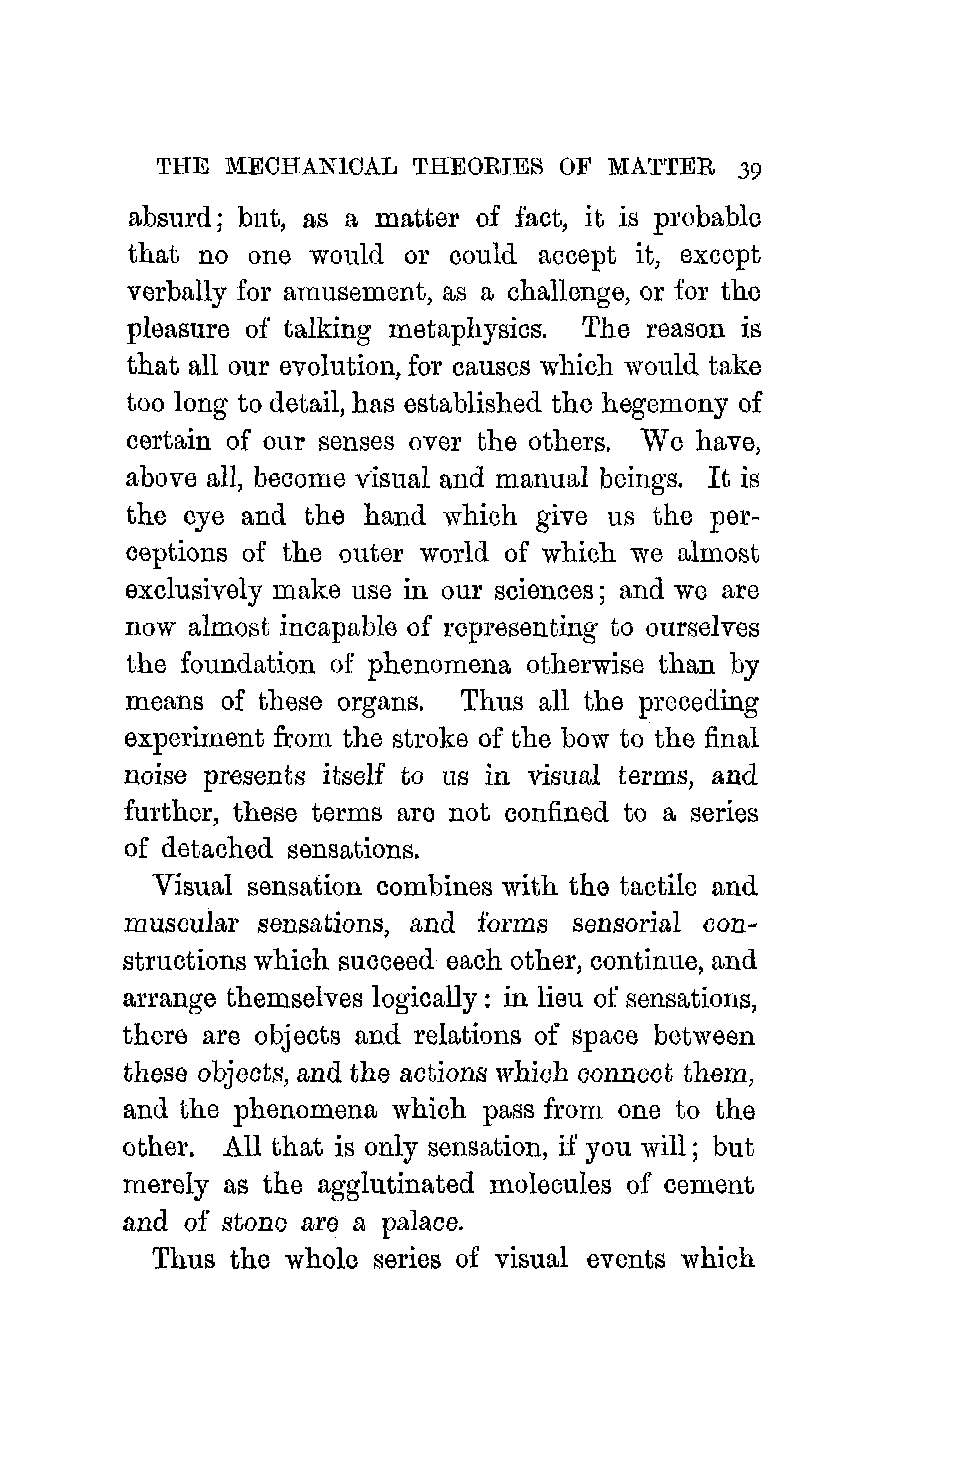 THE MECHANICAL THEORIES OF MATTER 39
absurd; but, as a matter of fact, it is probable
that no one would or could accept it, except
verbally for amusement, as a challenge, or for the
pleasure of talking metaphysics. The reason is
that all our evolution, for causes which would take
too long to detail, has established the hegemony of
certain of our senses over the others. We have,
above all, become visual and manual beings. It is
the eye and the hand which give us the per-
ceptions of the outer world of which we almost
exclusively make use in our sciences; and we are
now almost incapable of representing to ourselves
the foundation of phenomena otherwise than by
means of these organs. Thus all the preceding
experiment from the stroke of the bow to the final
noise presents itself to us in visual terms, and
further, these terms are not confined to a series
of detached sensations.
Visual sensation combines with the tactile and
muscular sensations, and forms sensorial con-
structions which succeed each other, continue, and
arrange themselves logically: in lieu of sensations,
there are objects and relations of space between
these objects, and the actions which connect them,
and the phenomena which pass from one to the
other. All that is only sensation, if you will; but
merely as the agglutinated molecules of cement
and of stone are a palace.
Thus the whole series of visual events which